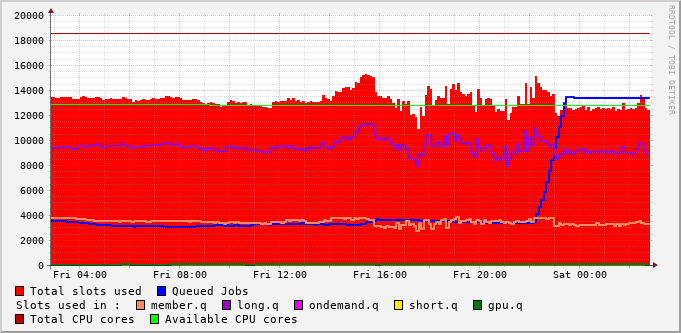 20000
18000
16000
14000
12000
10000
8000
6000
4000
2000
0
Fri 04:00 Fri 08:00 Fri 12:00 Fri 16:00 Fri 20:00 Sat 00:00
Total slots used Queued Jobs
Slots used in : member.q long.q ondemand.q short.q gpu.q
Total CPU cores Available CPU cores
RRDTOOL / TOBI OETIKER